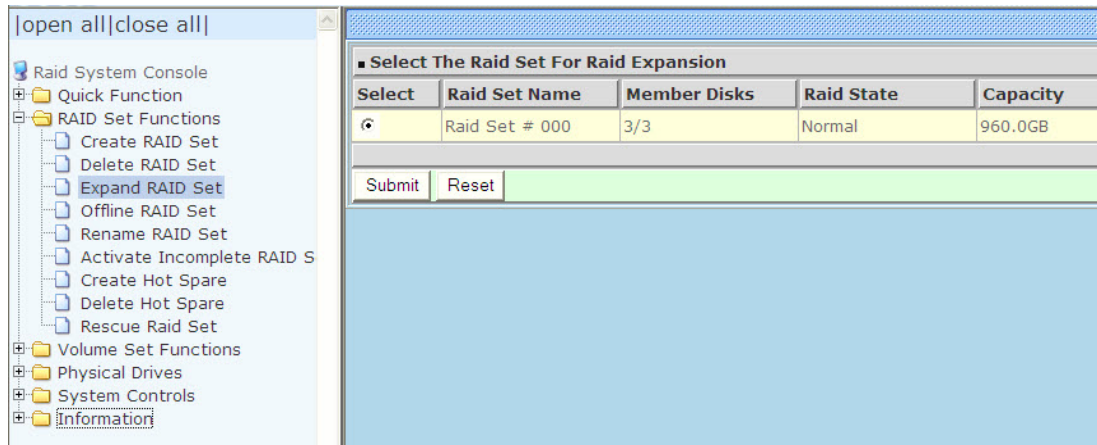 |open all|close all|
Raid System Console
Quick Function
RAID Set Functions
Create RAID Set
Delete RAID Set
Expand RAID Set
Offline RAID Set
Rename RAID Set
Activate Incomplete RAID S
Create Hot Spare
Delete Hot Spare
Rescue Raid Set
Volume Set Functions
Physical Drives
System Controls
Information
Select The Raid Set For Raid Expansion
Select Raid Set Name Member Disks Raid State Capacity
Raid Set # 000 3/3 Normal 960.0GB
Submit Reset